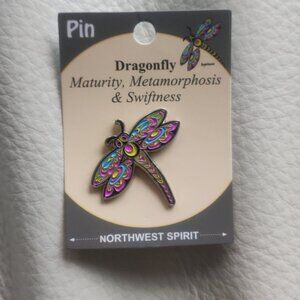 Pin
Dragonfly
Maturity, Metamorphosis
& Swiftness
NORTHWEST SPIRIT